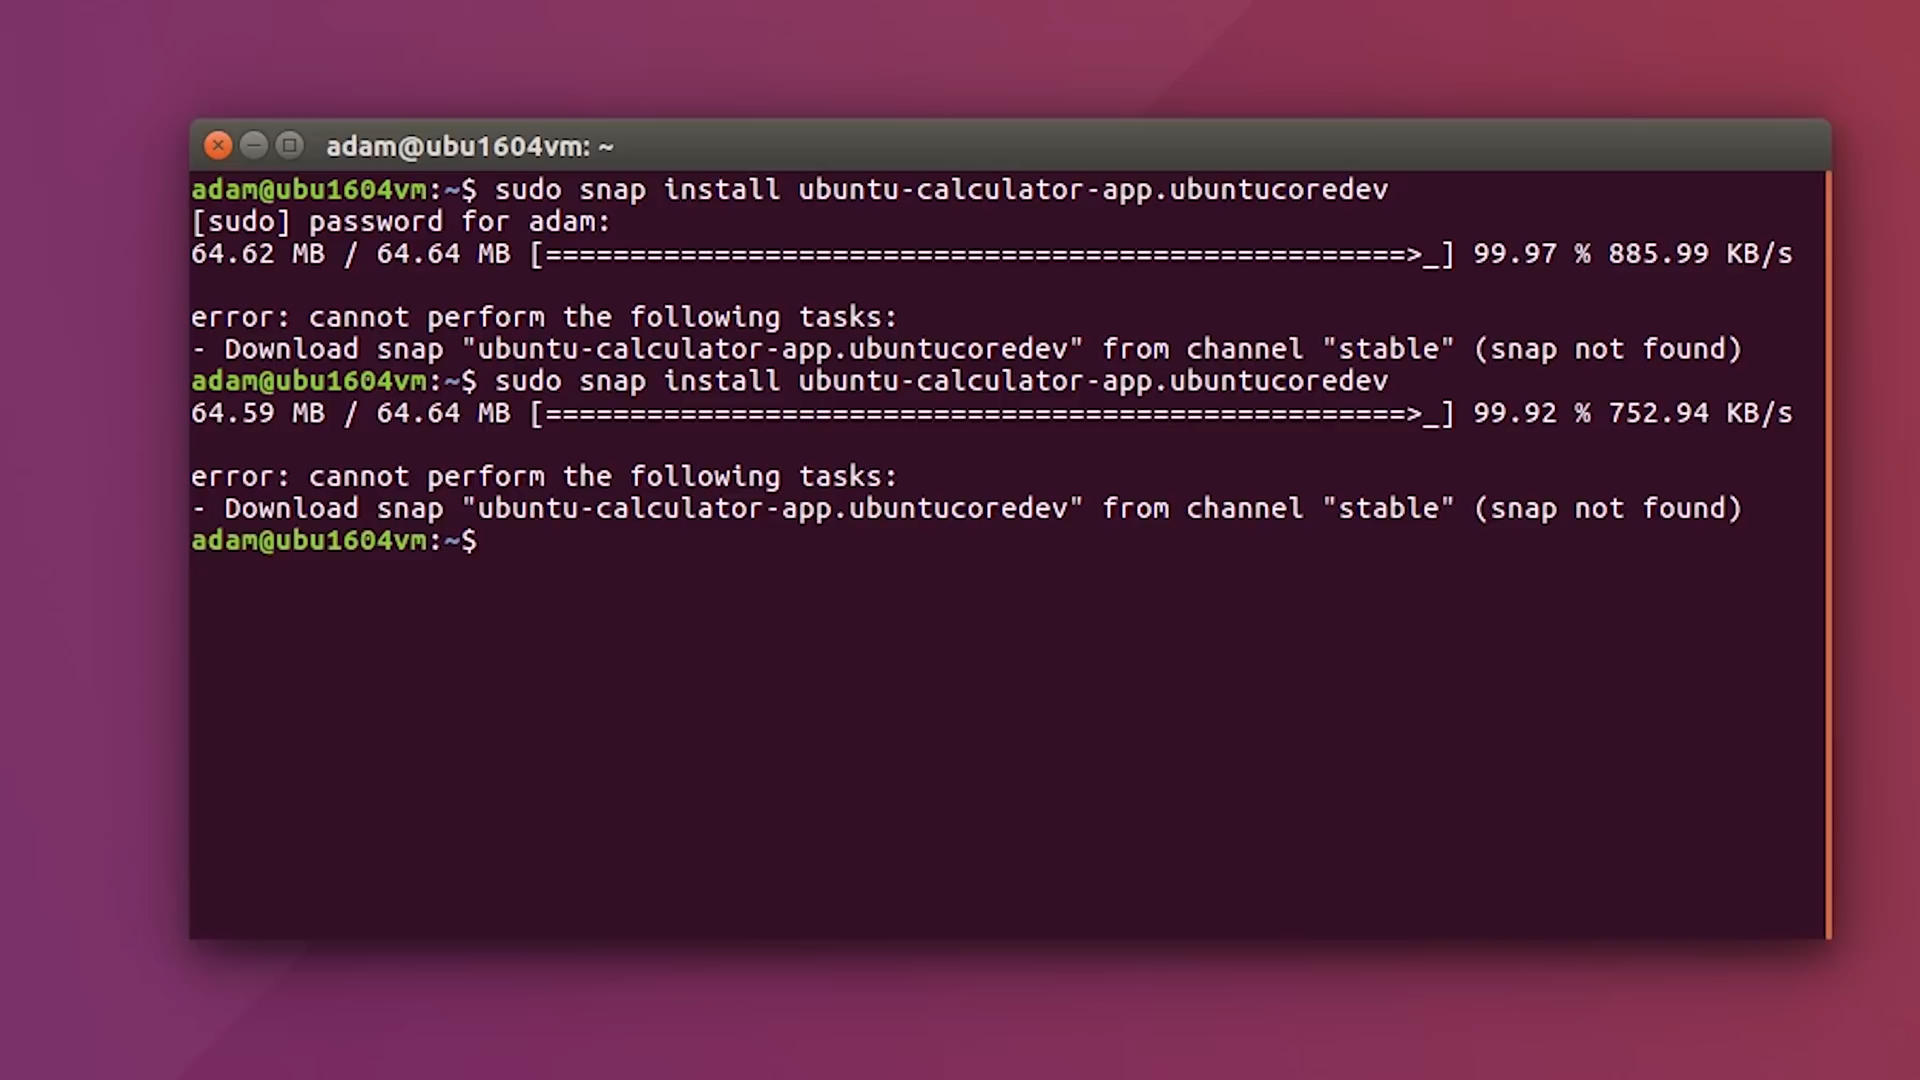 adam@ubu1604vm: ~
adam@ubu1604vm:~$ sudo snap install ubuntu-calculator-app.ubuntucoredev
[sudo] password for adam:
64.62 MB / 64.64 MB [===================================================>_] 99.97 % 885.99 KB/s
error: cannot perform the following tasks:
- Download snap "ubuntu-calculator-app.ubuntucoredev" from channel "stable" (snap not found)
adam@ubu1604vm:~$ sudo snap install ubuntu-calculator-app.ubuntucoredev
64.59 MB / 64.64 MB [===================================================>_] 99.92 % 752.94 KB/s
error: cannot perform the following tasks:
- Download snap "ubuntu-calculator-app.ubuntucoredev" from channel "stable" (snap not found)
adam@ubu1604vm:~$